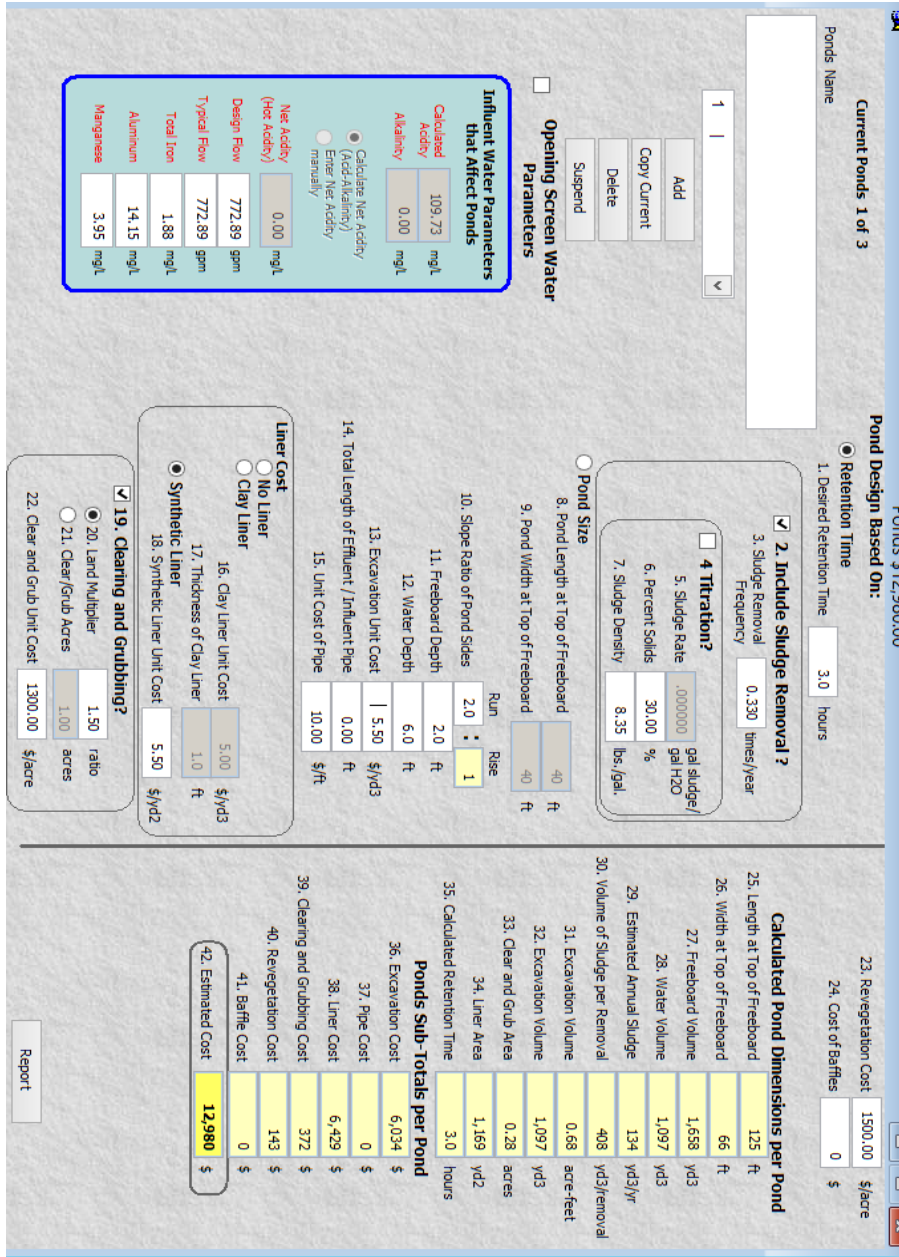 Ponds $12,980.00
Current Ponds 1 of 3
Ponds Name
1
Add
Copy Current
Delete
Suspend
Opening Screen Water
Parameters
Influent Water Parameters
that Affect Ponds
Calculated
Acidity 109.73 mg/L
Alkalinity 0.00 mg/L
Calculate Net Acidity
(Acid-Alkalinity)
Enter Net Acidity
manually
Net Acidity
(Hot Acidity) 0.00 mg/L
Design Flow 772.89 gpm
Typical Flow 772.89 gpm
Total Iron 1.88 mg/L
Aluminum 14.15 mg/L
Manganese 3.95 mg/L
Pond Design Based On:
Retention Time
1. Desired Retention Time 3.0 hours
2. Include Sludge Removal ?
3. Sludge Removal
Frequency 0.330 times/year
4 Titration?
5. Sludge Rate .000000 gal sludge/
gal H2O
6. Percent Solids 30.00 %
7. Sludge Density 8.35 lbs./gal.
Pond Size
8. Pond Length at Top of Freeboard 40 ft
9. Pond Width at Top of Freeboard 40 ft
Run Rise
10. Slope Ratio of Pond Sides 2.0 : 1
11. Freeboard Depth 2.0 ft
12. Water Depth 6.0 ft
13. Excavation Unit Cost 5.50 $/yd3
14. Total Length of Effluent / Influent Pipe 0.00 ft
15. Unit Cost of Pipe 10.00 $/ft
Liner Cost
No Liner
Clay Liner
16. Clay Liner Unit Cost 5.00 $/yd3
17. Thickness of Clay Liner 1.0 ft
Synthetic Liner
18. Synthetic Liner Unit Cost 5.50 $/yd2
19. Clearing and Grubbing?
20. Land Multiplier 1.50 ratio
21. Clear/Grub Acres 1.00 acres
22. Clear and Grub Unit Cost 1300.00 $/acre
23. Revegetation Cost 1500.00 $/acre
24. Cost of Baffles 0 $
Calculated Pond Dimensions per Pond
25. Length at Top of Freeboard 125 ft
26. Width at Top of Freeboard 66 ft
27. Freeboard Volume 1,658 yd3
28. Water Volume 1,097 yd3
29. Estimated Annual Sludge 134 yd3/yr
30. Volume of Sludge per Removal 408 yd3/removal
31. Excavation Volume 0.68 acre-feet
32. Excavation Volume 1,097 yd3
33. Clear and Grub Area 0.28 acres
34. Liner Area 1,169 yd2
35. Calculated Retention Time 3.0 hours
Ponds Sub-Totals per Pond
36. Excavation Cost 6,034 $
37. Pipe Cost 0 $
38. Liner Cost 6,429 $
39. Clearing and Grubbing Cost 372 $
40. Revegetation Cost 143 $
41. Baffle Cost 0 $
42. Estimated Cost 12,980 $
Report